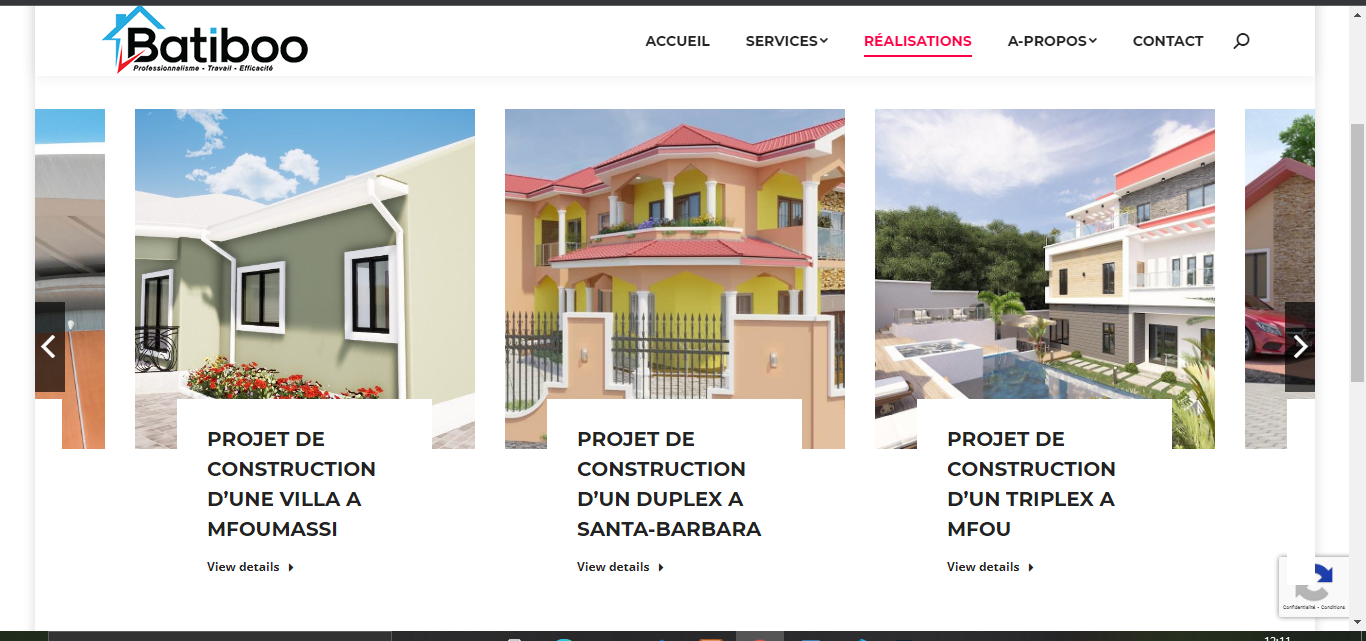 Batiboo
Professionnalisme - Travail - Efficacité
ACCUEIL SERVICES RÉALISATIONS A-PROPOS CONTACT
PROJET DE
CONSTRUCTION
D’UNE VILLA A
MFOUMASSI
View details
PROJET DE
CONSTRUCTION
D’UN DUPLEX A
SANTA-BARBARA
View details
PROJET DE
CONSTRUCTION
D’UN TRIPLEX A
MFOU
View details
Confidentialité - Conditions